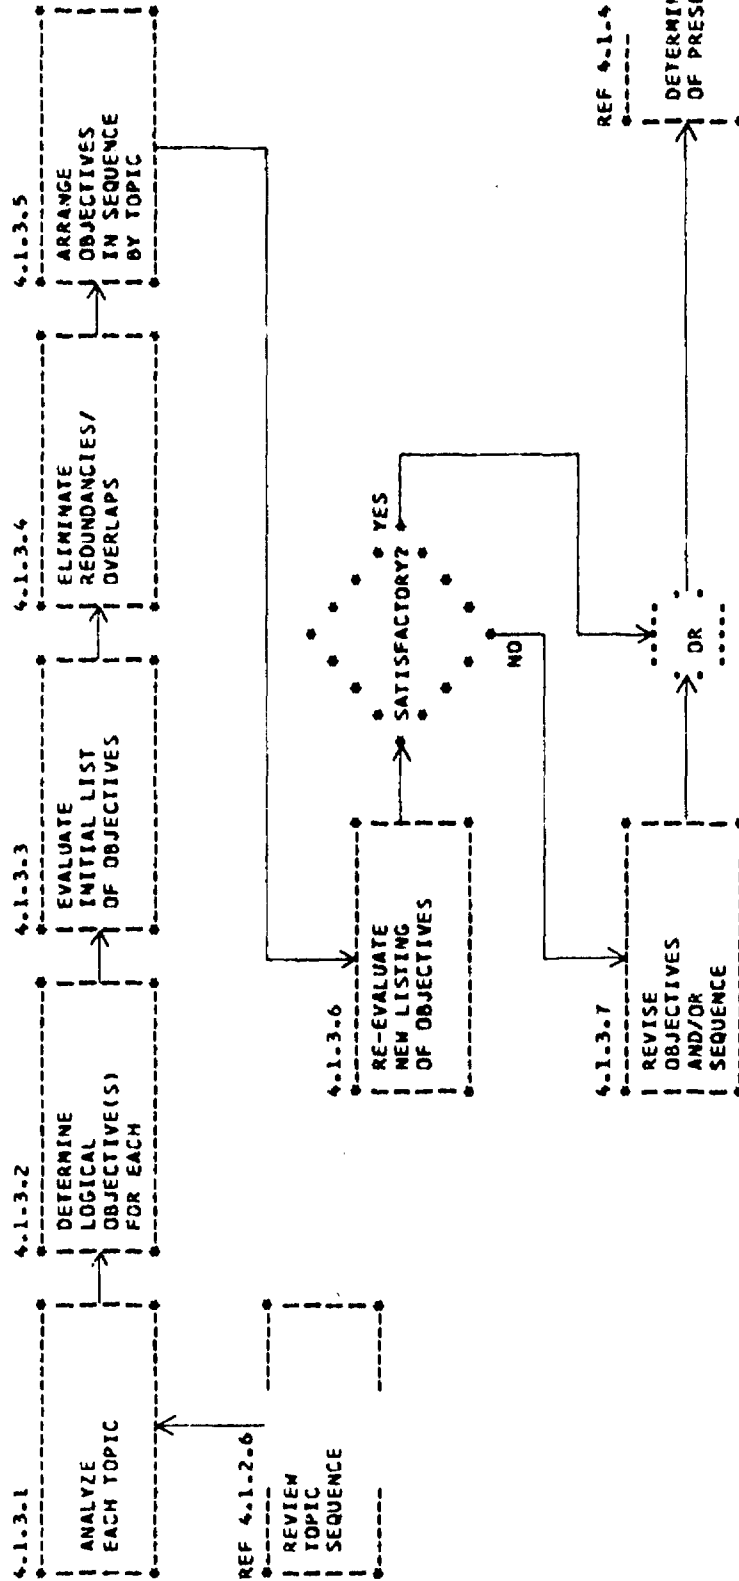 4.1.3.1
ANALYZE
EACH TOPIC
4.1.3.2
DETERMINE
LOGICAL
OBJECTIVE(S)
FOR EACH
4.1.3.3
EVALUATE
INITIAL LIST
OF OBJECTIVES
4.1.3.4
ELIMINATE
REDUNDANCIES/
OVERLAPS
4.1.3.5
ARRANGE
OBJECTIVES
IN SEQUENCE
BY TOPIC
REF 4.1.2.6
REVIEW
TOPIC
SEQUENCE
4.1.3.6
RE-EVALUATE
NEW LISTING
OF OBJECTIVES
SATISFACTORY?
YES
NO
4.1.3.7
REVISE
OBJECTIVES
AND/OR
SEQUENCE
OR
REF 4.1.4
DETERMIN
OF PRESE